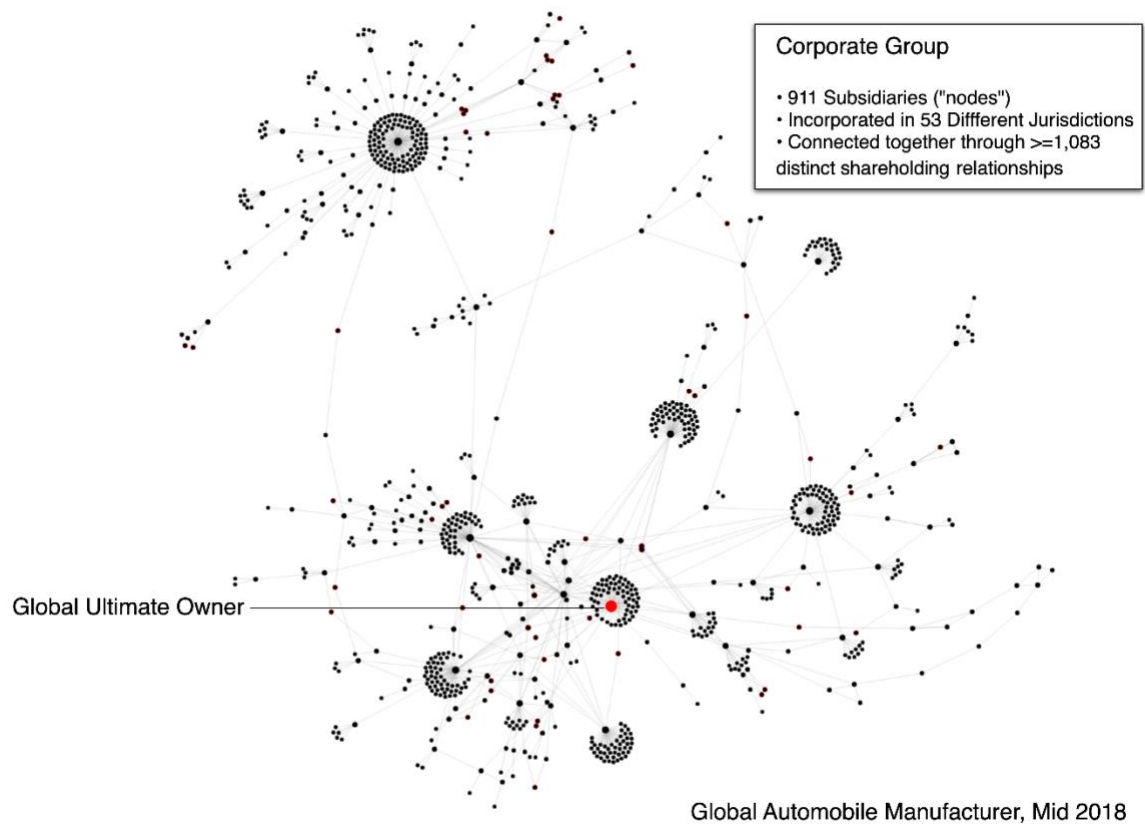 Corporate Group
• 911 Subsidiaries ("nodes")
• Incorporated in 53 Diffferent Jurisdictions
• Connected together through >=1,083
distinct shareholding relationships
Global Ultimate Owner
Global Automobile Manufacturer, Mid 2018